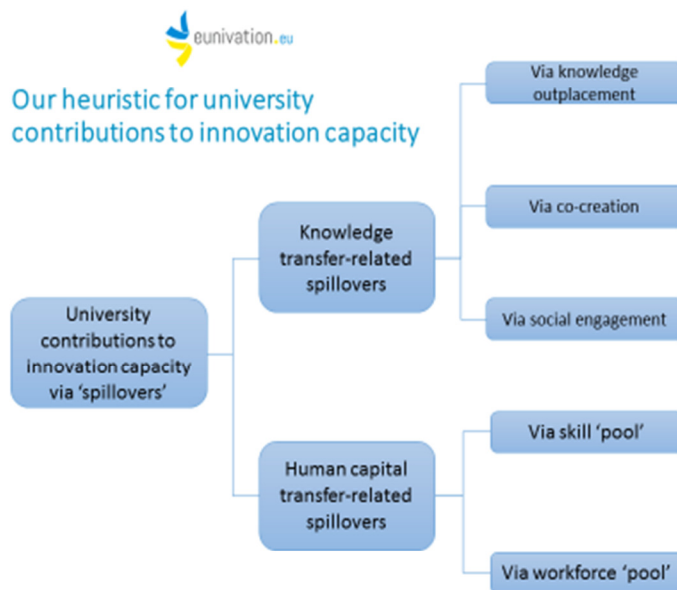 eunivation.eu
Our heuristic for university
contributions to innovation capacity
Via knowledge
outplacement
Via co-creation
Knowledge
transfer-related
spillovers
Via social engagement
University
contributions to
innovation capacity
via ‘spillovers’
Via skill ‘pool’
Human capital
transfer-related
spillovers
Via workforce ‘pool’